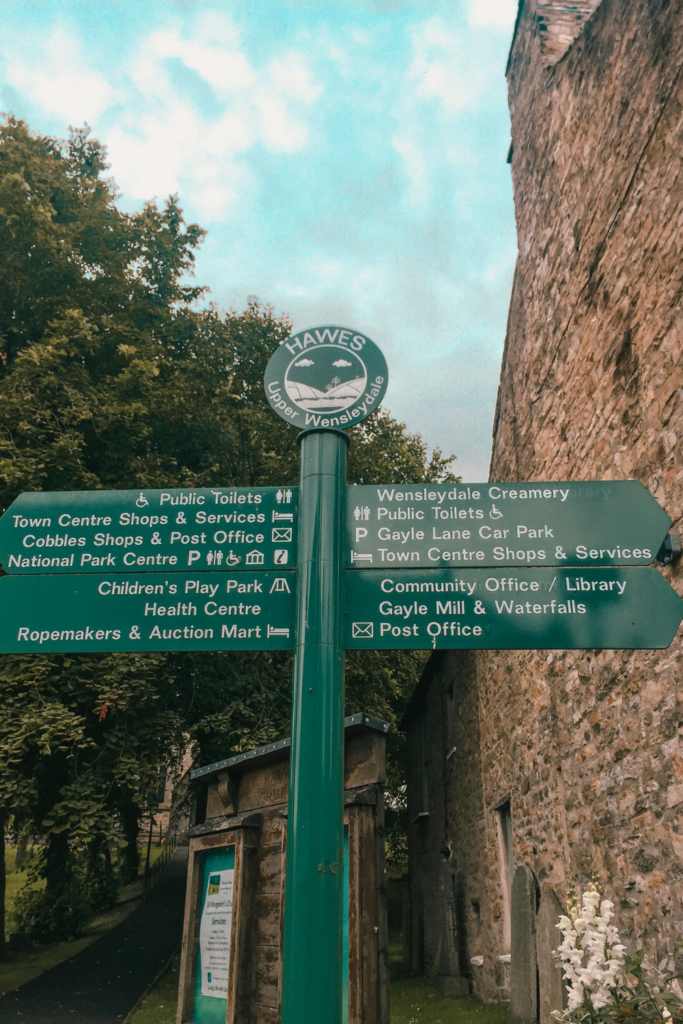 HAWES
Upper Wensleydale
Public Toilets
Town Centre Shops & Services
Cobbles Shops & Post Office
National Park Centre P
Children's Play Park
Health Centre
Ropemakers & Auction Mart
Wensleydale Creamery
Public Toilets
P Gayle Lane Car Park
Town Centre Shops & Services
Community Office / Library
Gayle Mill & Waterfalls
Post Office
Services